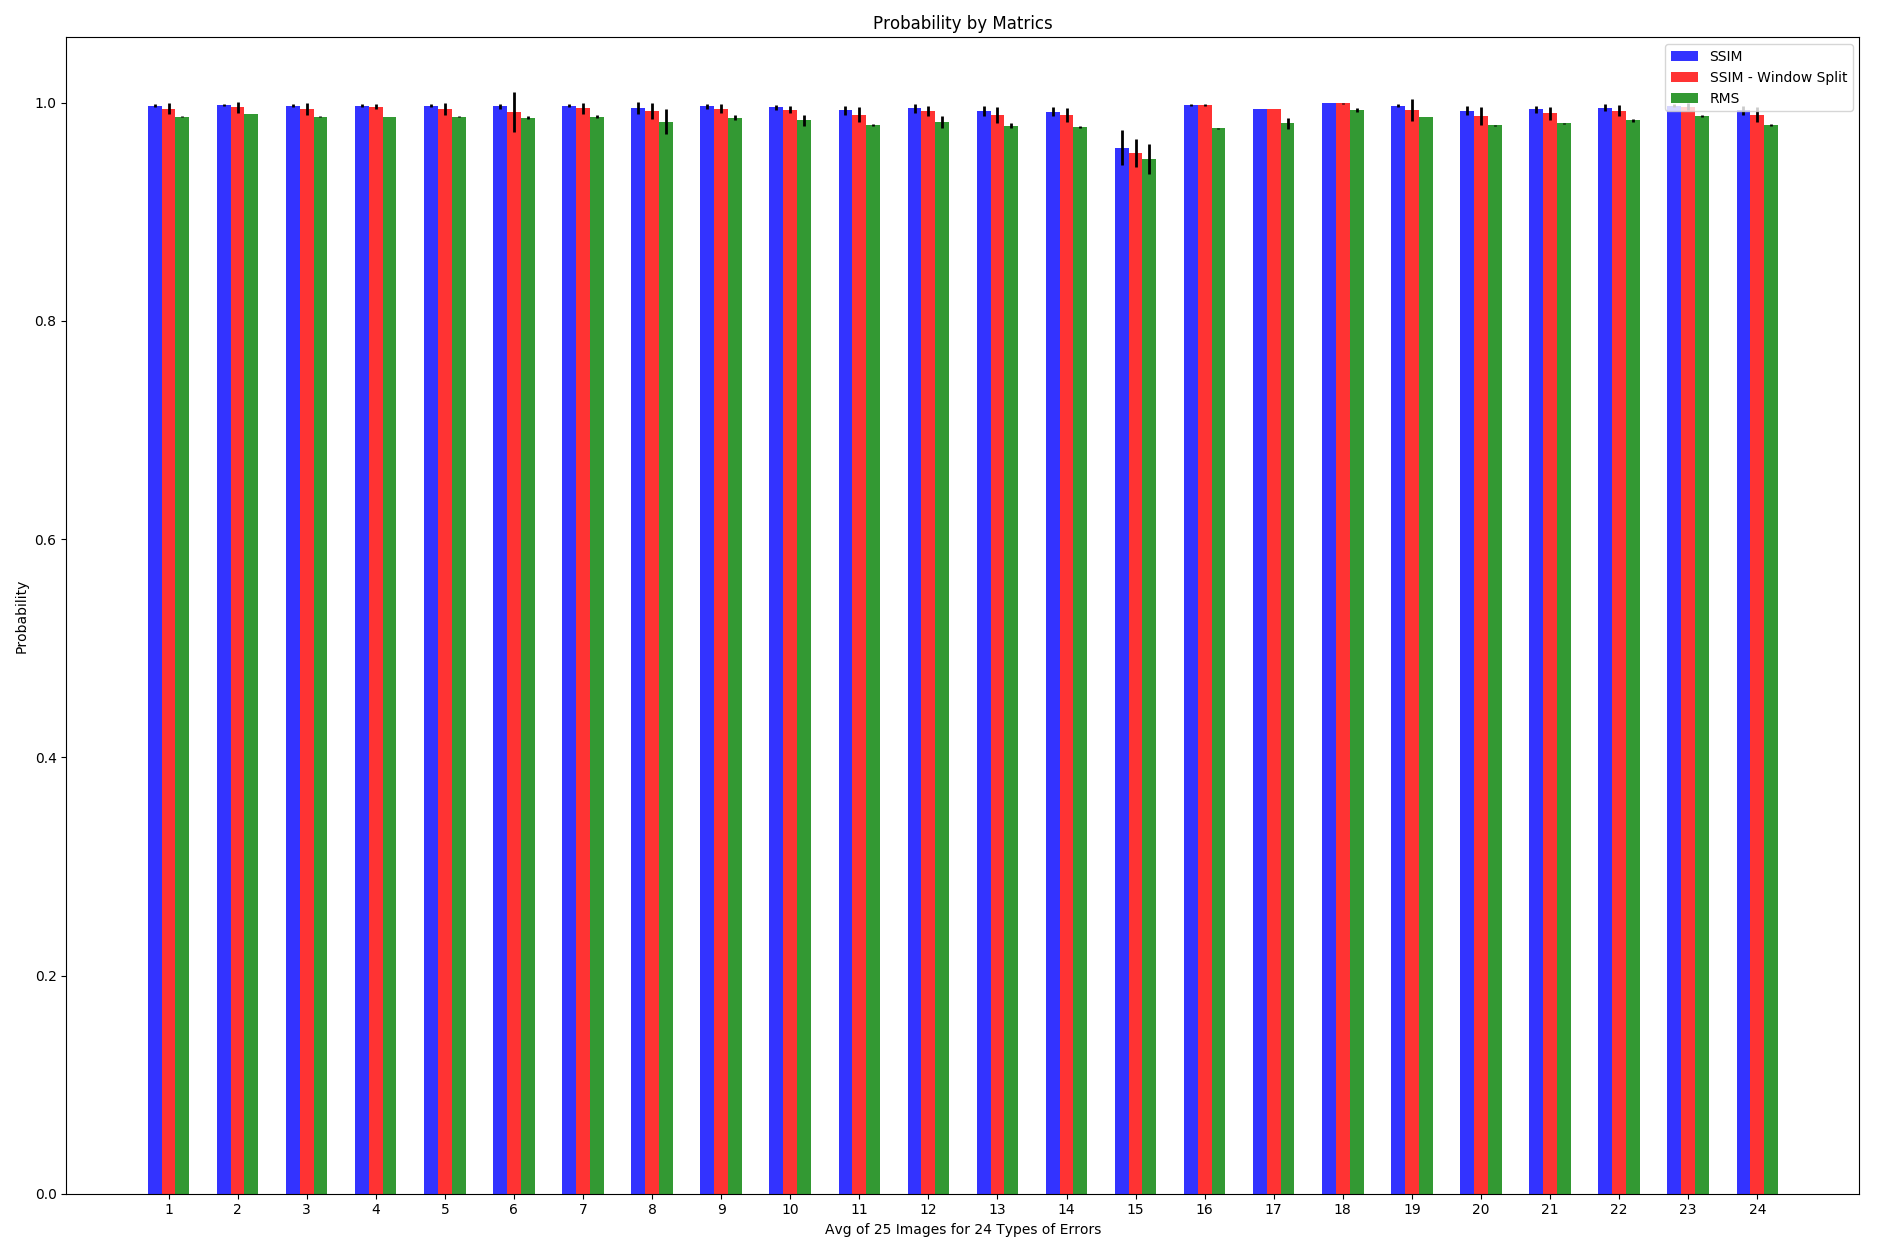 Probability by Matrics
SSIM
SSIM - Window Split
RMS
1.0
0.8
0.6
0.4
0.2
0.0
Probability
1 2 3 4 5 6 7 8 9 10 11 12 13 14 15 16 17 18 19 20 21 22 23 24
Avg of 25 Images for 24 Types of Errors